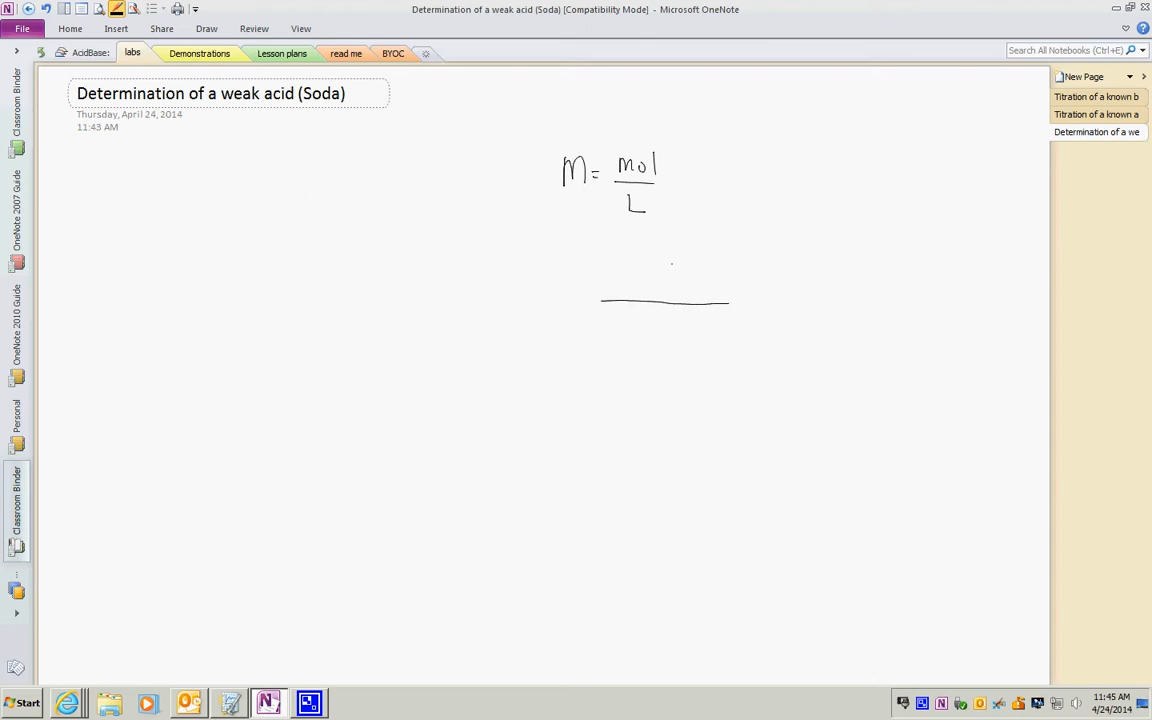 Determination of a weak acid (Soda) [Compatibility Mode] - Microsoft OneNote
File Home Insert Share Draw Review View
AcidBase: labs Demonstrations Lesson plans read me BYOC
Search All Notebooks (Ctrl+E)
Determination of a weak acid (Soda)
Thursday, April 24, 2014
11:43 AM
M = mol
L
New Page
Titration of a known b
Titration of a known a
Determination of a we
Classroom Binder
OneNote 2007 Guide
OneNote 2010 Guide
Personal
Classroom Binder
Start
11:45 AM
4/24/2014